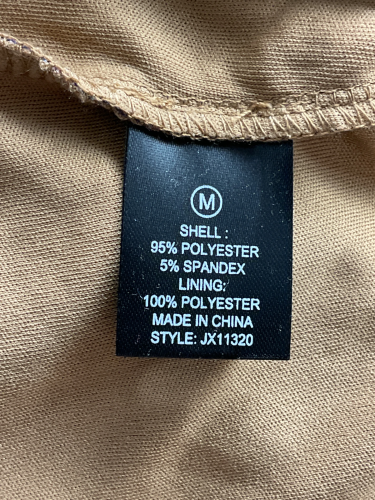 M
SHELL :
95% POLYESTER
5% SPANDEX
LINING:
100% POLYESTER
MADE IN CHINA
STYLE: JX11320